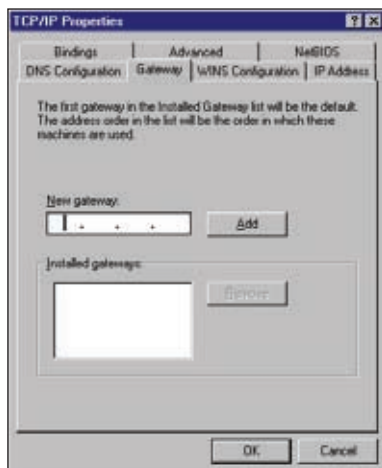 TCP/IP Properties
Bindings Advanced NetBIOS
DNS Configuration Gateway WINS Configuration IP Address
The first gateway in the Installed Gateway list will be the default.
The address order in the list will be the order in which these
machines are used.
New gateway:
Add
Installed gateways:
Remove
OK Cancel